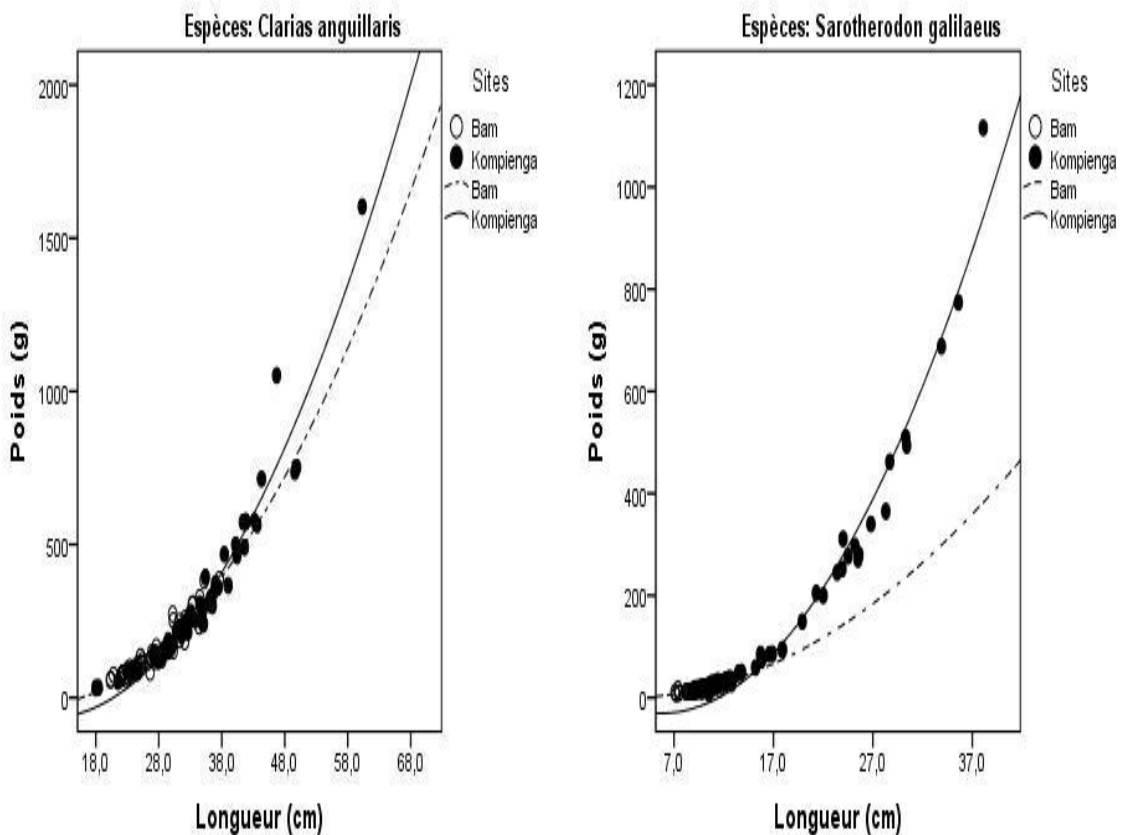 Espèces: Clarias anguillaris
Poids (g)
2000
1500
1000
500
0
18,0 28,0 38,0 48,0 58,0 68,0
Longueur (cm)
Sites
Bam
Kompienga
Bam
Kompienga
Espèces: Sarotherodon galilaeus
Poids (g)
1200
1000
800
600
400
200
0
7,0 17,0 27,0 37,0
Longueur (cm)
Sites
Bam
Kompienga
Bam
Kompienga